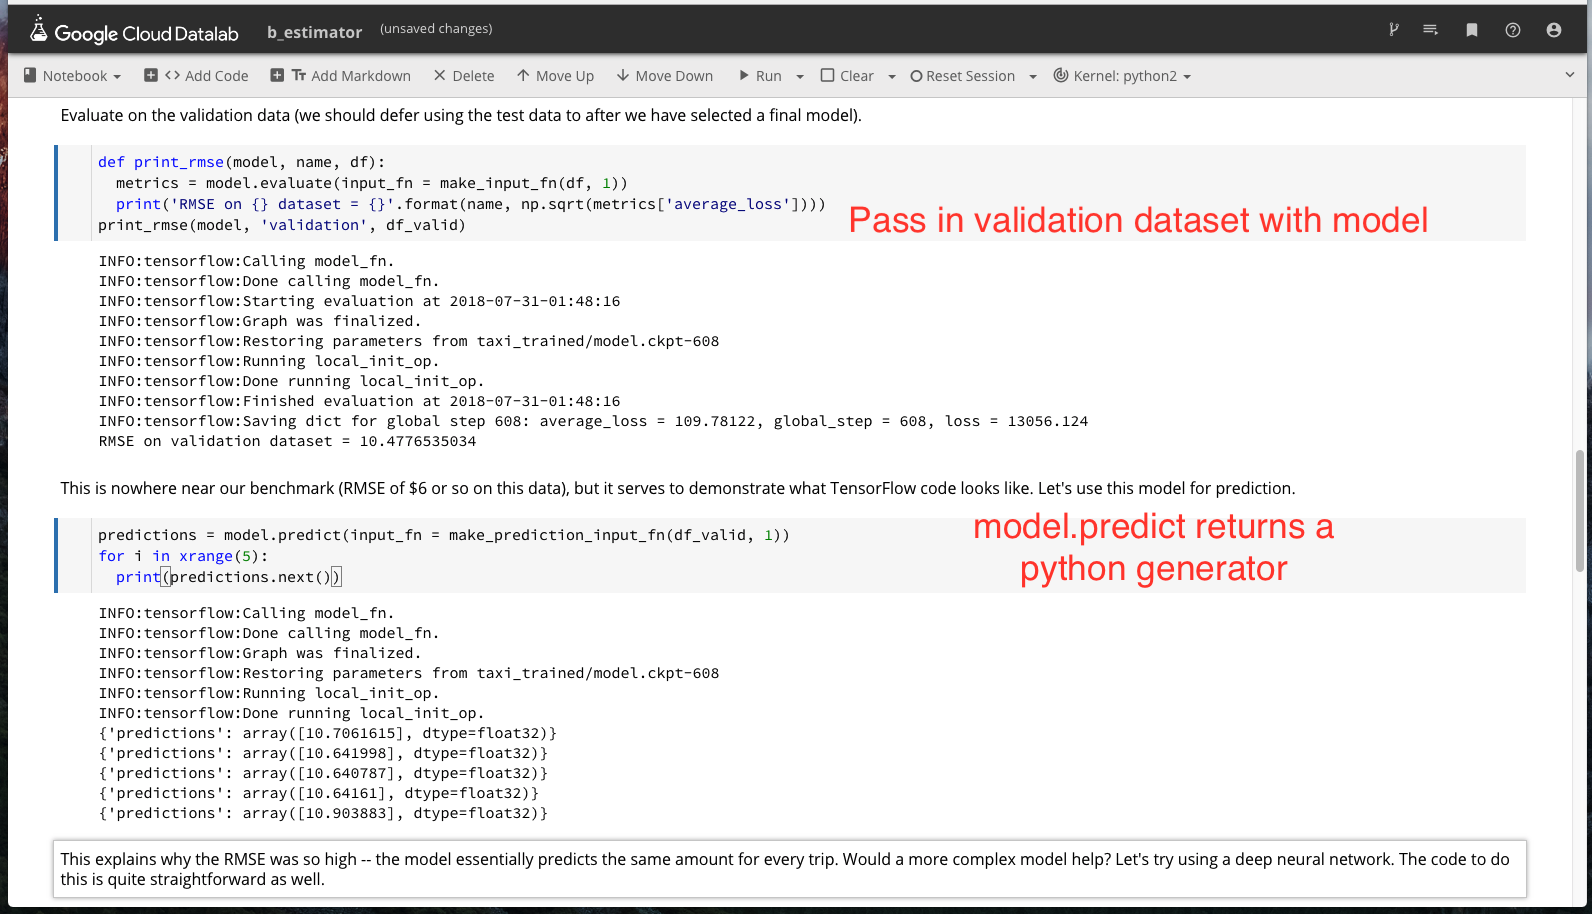 Google Cloud Datalab b_estimator (unsaved changes)
Notebook <> Add Code Tт Add Markdown Delete Move Up Move Down Run Clear Reset Session Kernel: python2
Evaluate on the validation data (we should defer using the test data to after we have selected a final model).
def print_rmse(model, name, df):
  metrics = model.evaluate(input_fn = make_input_fn(df, 1))
  print('RMSE on {} dataset = {}'.format(name, np.sqrt(metrics['average_loss'])))
print_rmse(model, 'validation', df_valid)
Pass in validation dataset with model
INFO:tensorflow:Calling model_fn.
INFO:tensorflow:Done calling model_fn.
INFO:tensorflow:Starting evaluation at 2018-07-31-01:48:16
INFO:tensorflow:Graph was finalized.
INFO:tensorflow:Restoring parameters from taxi_trained/model.ckpt-608
INFO:tensorflow:Running local_init_op.
INFO:tensorflow:Done running local_init_op.
INFO:tensorflow:Finished evaluation at 2018-07-31-01:48:16
INFO:tensorflow:Saving dict for global step 608: average_loss = 109.78122, global_step = 608, loss = 13056.124
RMSE on validation dataset = 10.4776535034
This is nowhere near our benchmark (RMSE of $6 or so on this data), but it serves to demonstrate what TensorFlow code looks like. Let's use this model for prediction.
predictions = model.predict(input_fn = make_prediction_input_fn(df_valid, 1))
for i in xrange(5):
  print(predictions.next())
model.predict returns a
python generator
INFO:tensorflow:Calling model_fn.
INFO:tensorflow:Done calling model_fn.
INFO:tensorflow:Graph was finalized.
INFO:tensorflow:Restoring parameters from taxi_trained/model.ckpt-608
INFO:tensorflow:Running local_init_op.
INFO:tensorflow:Done running local_init_op.
{'predictions': array([10.7061615], dtype=float32)}
{'predictions': array([10.641998], dtype=float32)}
{'predictions': array([10.640787], dtype=float32)}
{'predictions': array([10.64161], dtype=float32)}
{'predictions': array([10.903883], dtype=float32)}
This explains why the RMSE was so high -- the model essentially predicts the same amount for every trip. Would a more complex model help? Let's try using a deep neural network. The code to do
this is quite straightforward as well.